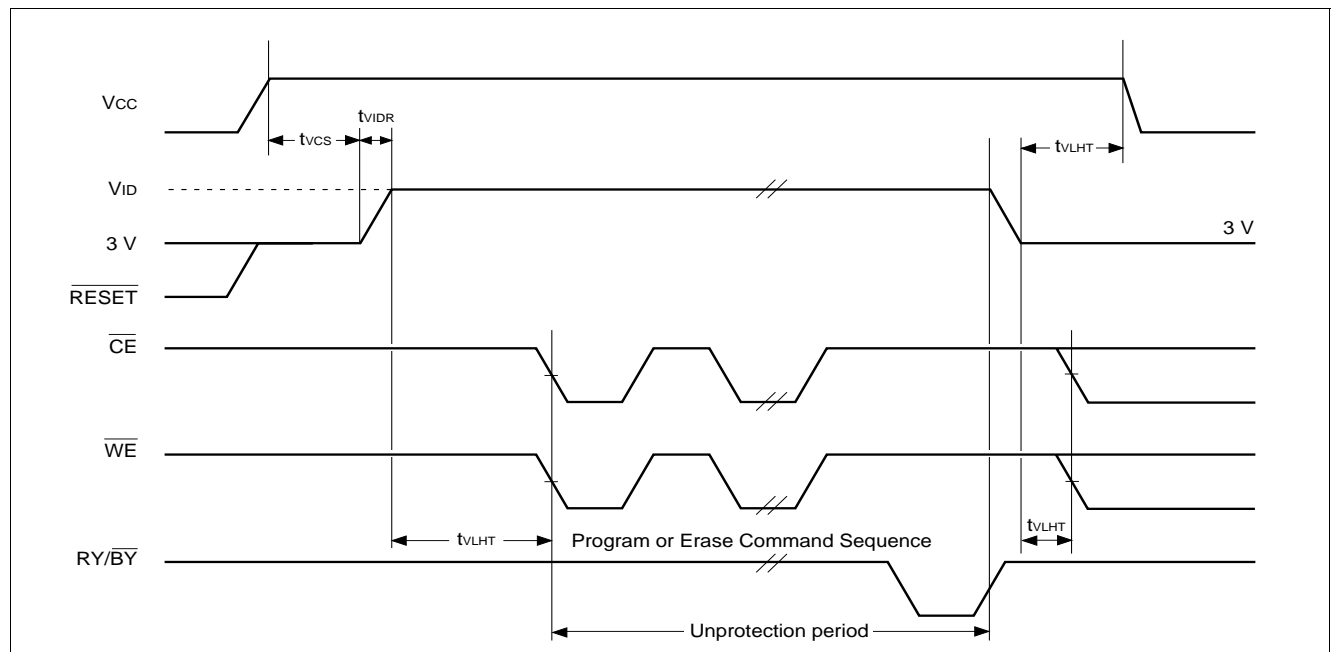 VCC
tVIDR
tVCS
tVLHT
VID
3 V
3 V
RESET
CE
WE
tVLHT
Program or Erase Command Sequence
tVLHT
RY/BY
Unprotection period